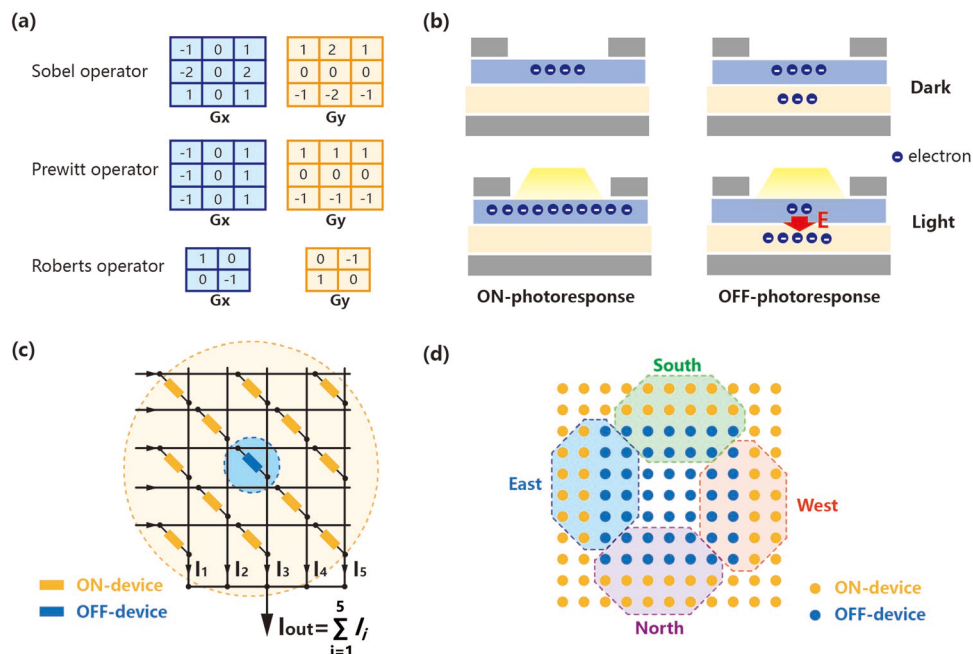 (a)
Sobel operator
-1 0 1
-2 0 2
1 0 1
Gx
1 2 1
0 0 0
-1 -2 -1
Gy
Prewitt operator
-1 0 1
-1 0 1
-1 0 1
Gx
1 1 1
0 0 0
-1 -1 -1
Gy
Roberts operator
1 0
0 -1
Gx
0 -1
1 0
Gy
(b)
Dark
electron
Light
E
ON-photoresponse
OFF-photoresponse
(c)
I1 I2 I3 I4 I5
ON-device
OFF-device
Iout= 5 ∑ i=1 Ii
(d)
South
East
West
North
ON-device
OFF-device